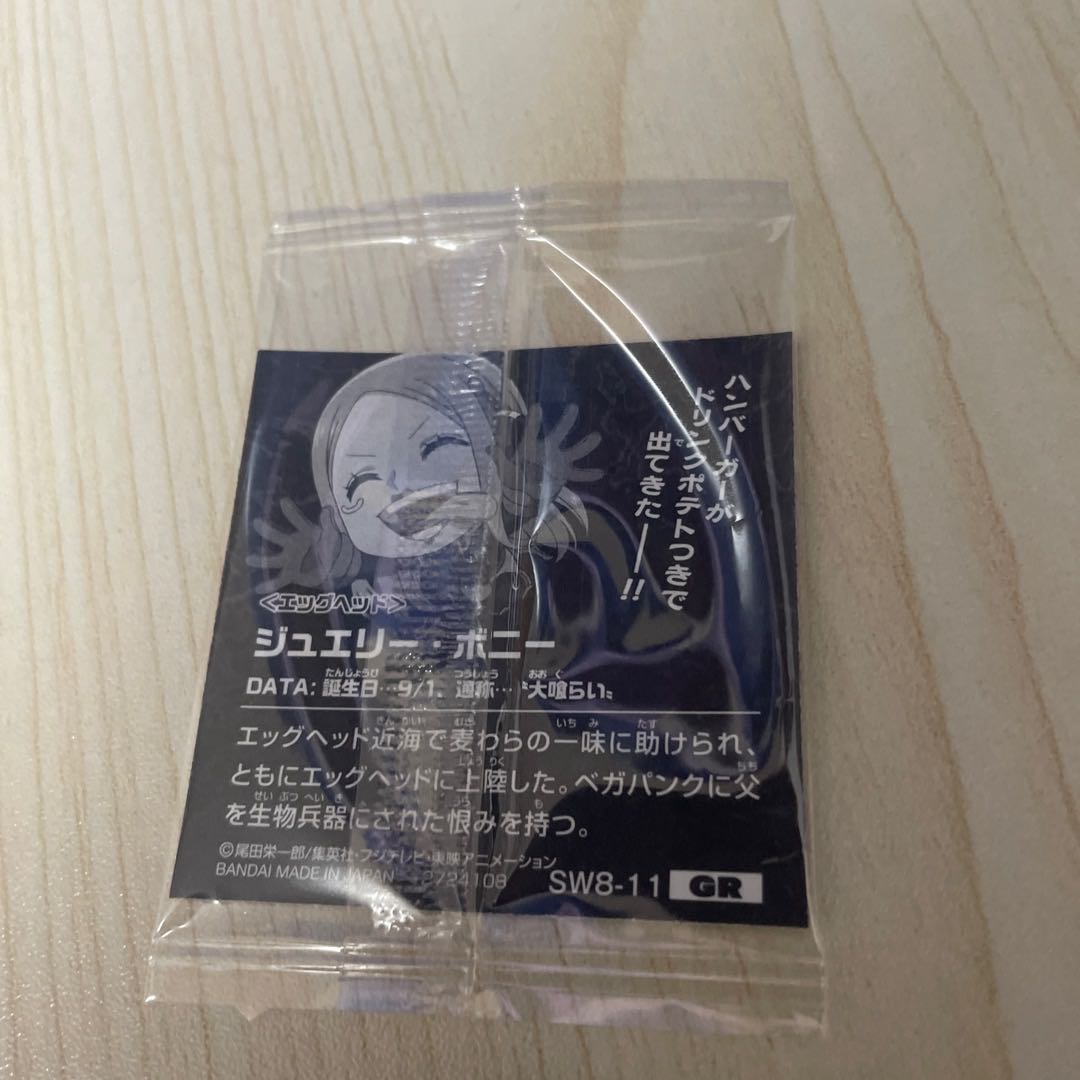 ハンバーガーが
ドリンクポテトつきで
出てきた――!!
<エッグヘッド>
ジュエリー・ボニー
DATA: 誕生日…9/1、通称…"大喰らい"
エッグヘッド近海で麦わらの一味に助けられ、
ともにエッグヘッドに上陸した。ベガパンクに父
を生物兵器にされた恨みを持つ。
©尾田栄一郎/集英社・フジテレビ・東映アニメーション
BANDAI MADE IN JAPAN 2724108
SW8-11 GR